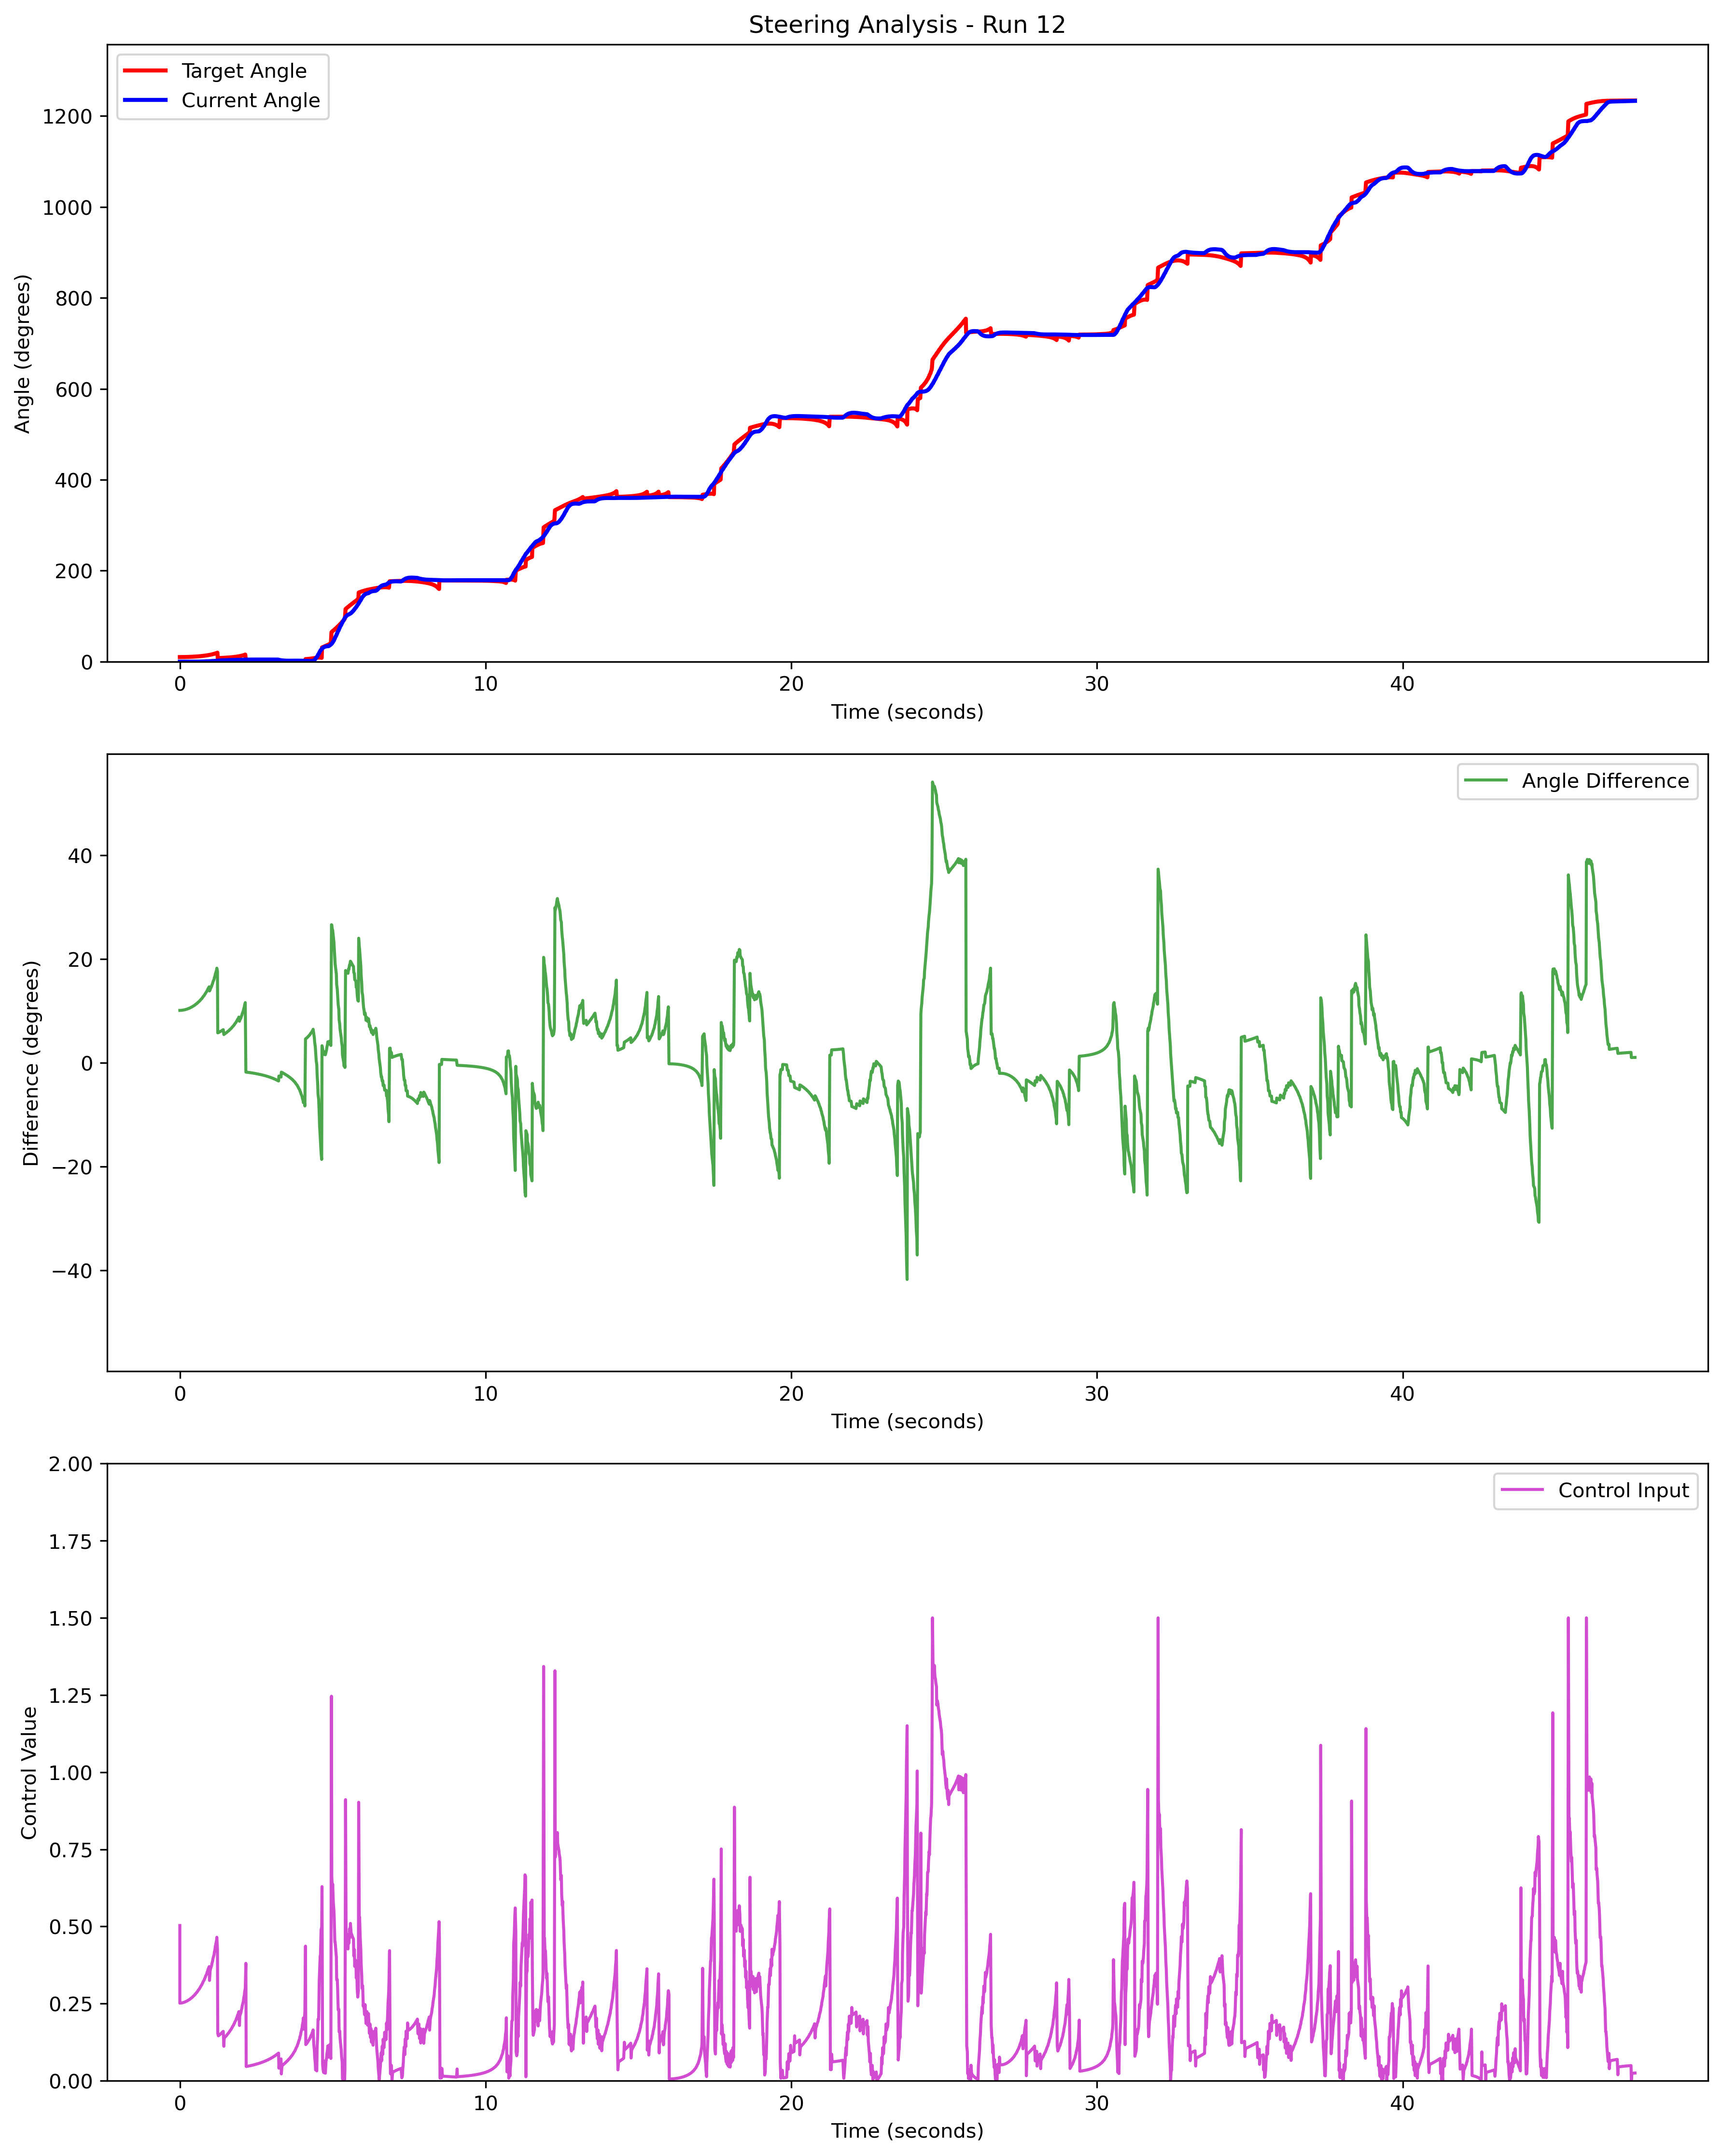 Steering Analysis - Run 12
Target Angle
Current Angle
1200
1000
800
600
400
200
0
Angle (degrees)
0 10 20 30 40
Time (seconds)
Angle Difference
40
20
0
−20
−40
Difference (degrees)
0 10 20 30 40
Time (seconds)
Control Input
2.00
1.75
1.50
1.25
1.00
0.75
0.50
0.25
0.00
Control Value
0 10 20 30 40
Time (seconds)